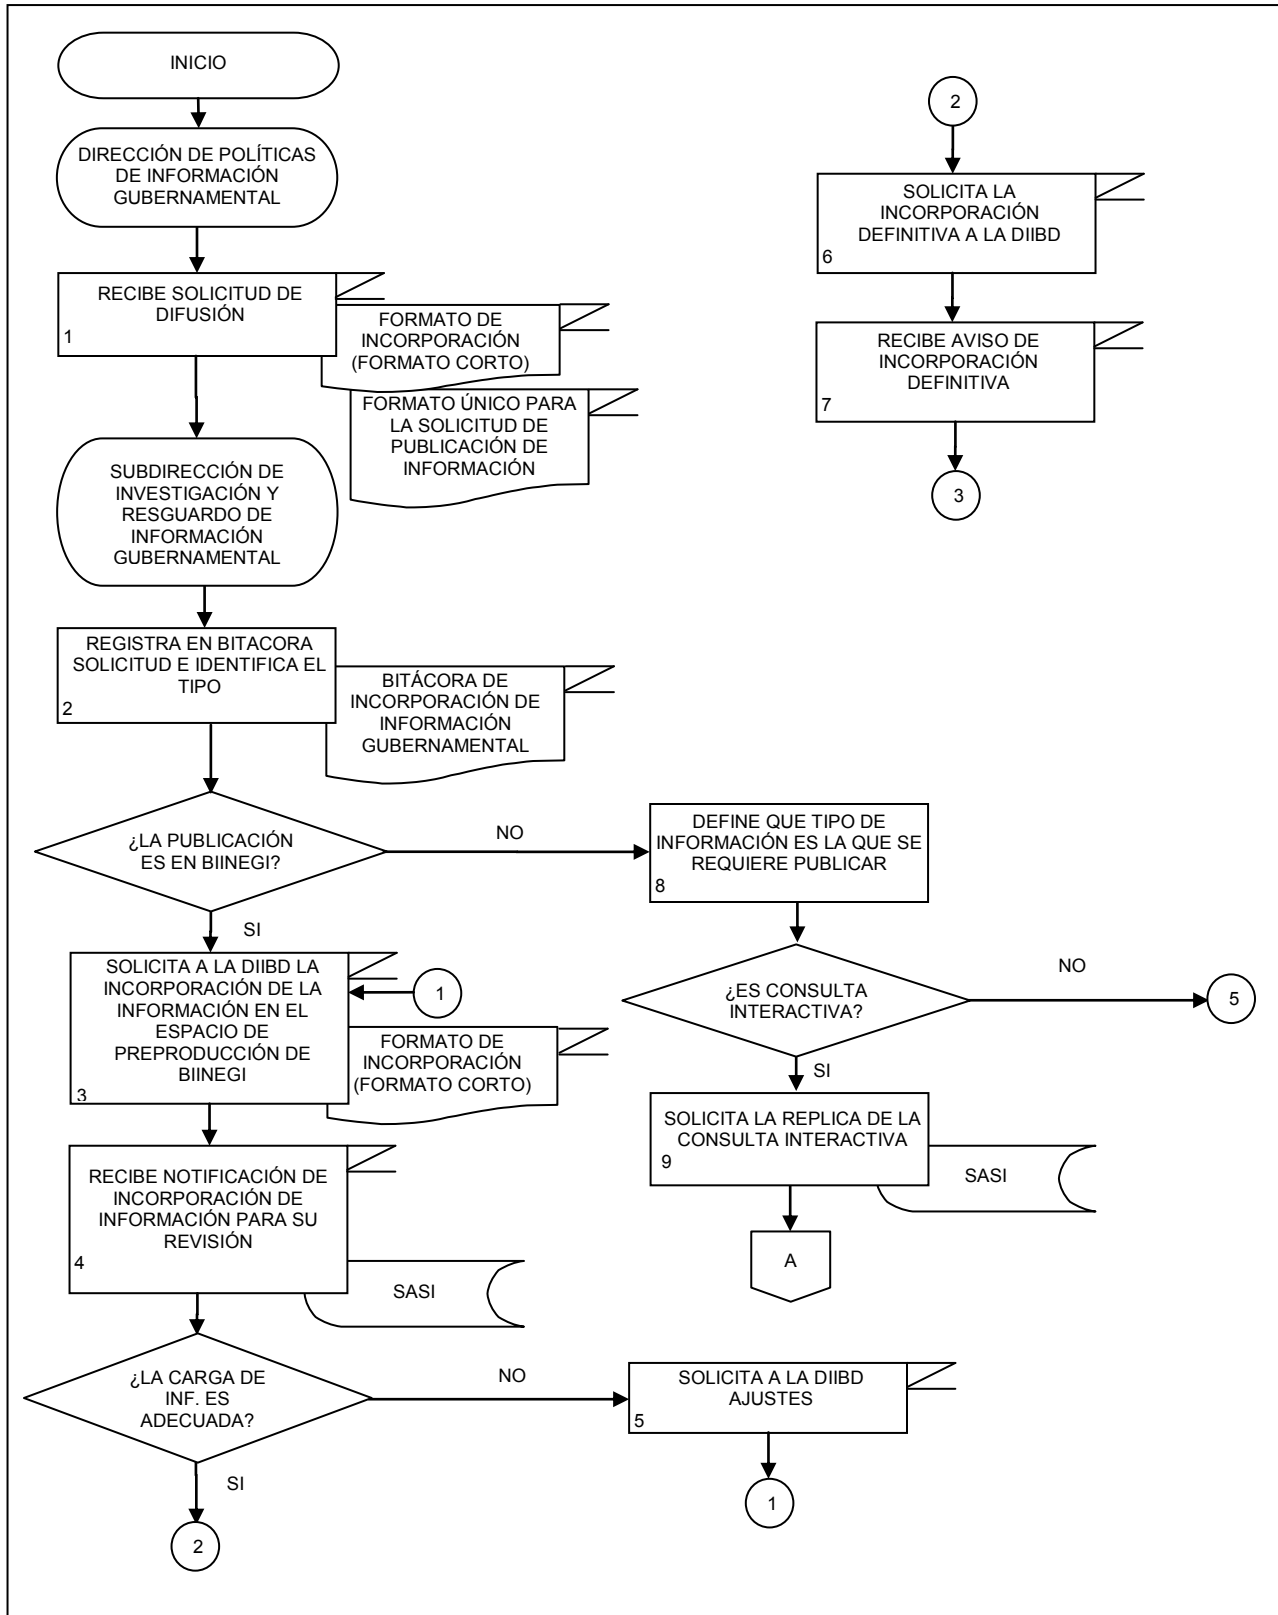 INICIO
DIRECCIÓN DE POLÍTICAS
DE INFORMACIÓN
GUBERNAMENTAL
RECIBE SOLICITUD DE
DIFUSIÓN
1
FORMATO DE
INCORPORACIÓN
(FORMATO CORTO)
FORMATO ÚNICO PARA
LA SOLICITUD DE
PUBLICACIÓN DE
INFORMACIÓN
SUBDIRECCIÓN DE
INVESTIGACIÓN Y
RESGUARDO DE
INFORMACIÓN
GUBERNAMENTAL
REGISTRA EN BITACORA
SOLICITUD E IDENTIFICA EL
TIPO
2
BITÁCORA DE
INCORPORACIÓN DE
INFORMACIÓN
GUBERNAMENTAL
¿LA PUBLICACIÓN
ES EN BIINEGI?
NO
SI
SOLICITA A LA DIIBD LA
INCORPORACIÓN DE LA
INFORMACIÓN EN EL
ESPACIO DE
PREPRODUCCIÓN DE
BIINEGI
3
1
FORMATO DE
INCORPORACIÓN
(FORMATO CORTO)
RECIBE NOTIFICACIÓN DE
INCORPORACIÓN DE
INFORMACIÓN PARA SU
REVISIÓN
4
SASI
¿LA CARGA DE
INF. ES
ADECUADA?
NO
SI
2
SOLICITA A LA DIIBD
AJUSTES
5
1
2
SOLICITA LA
INCORPORACIÓN
DEFINITIVA A LA DIIBD
6
RECIBE AVISO DE
INCORPORACIÓN
DEFINITIVA
7
3
DEFINE QUE TIPO DE
INFORMACIÓN ES LA QUE SE
REQUIERE PUBLICAR
8
¿ES CONSULTA
INTERACTIVA?
NO
5
SI
SOLICITA LA REPLICA DE LA
CONSULTA INTERACTIVA
9
SASI
A